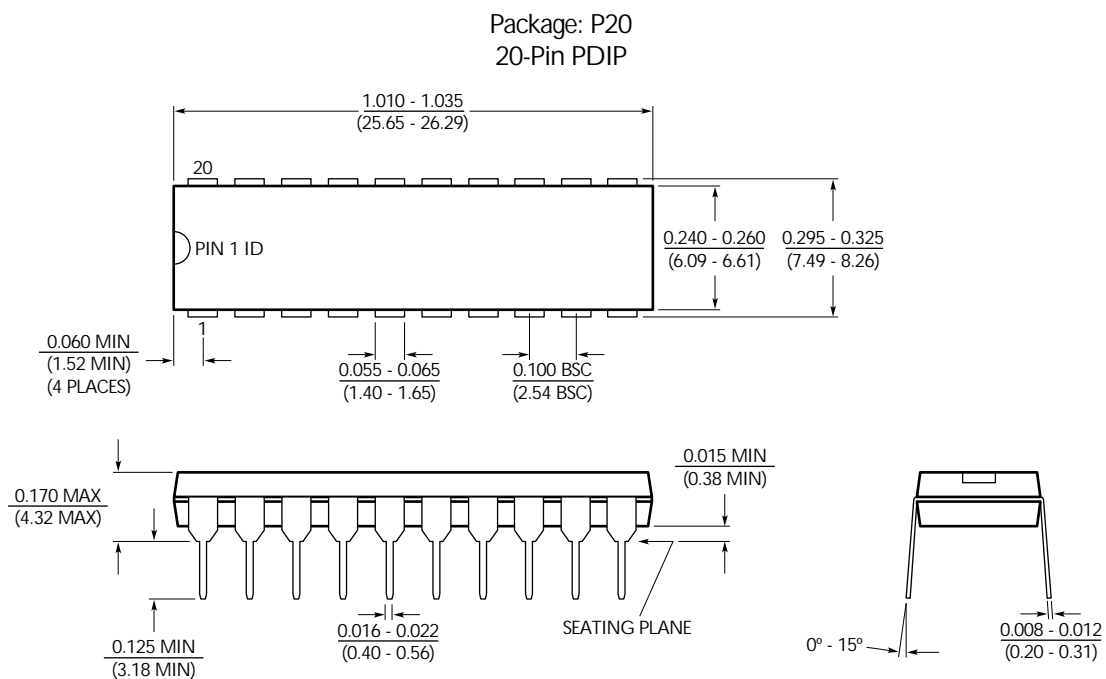 Package: P20
20-Pin PDIP
1.010 - 1.035
(25.65 - 26.29)
20
PIN 1 ID
0.240 - 0.260
(6.09 - 6.61)
0.295 - 0.325
(7.49 - 8.26)
1
0.060 MIN
(1.52 MIN)
(4 PLACES)
0.055 - 0.065
(1.40 - 1.65)
0.100 BSC
(2.54 BSC)
0.015 MIN
(0.38 MIN)
0.170 MAX
(4.32 MAX)
0.125 MIN
(3.18 MIN)
0.016 - 0.022
(0.40 - 0.56)
SEATING PLANE
0º - 15º
0.008 - 0.012
(0.20 - 0.31)